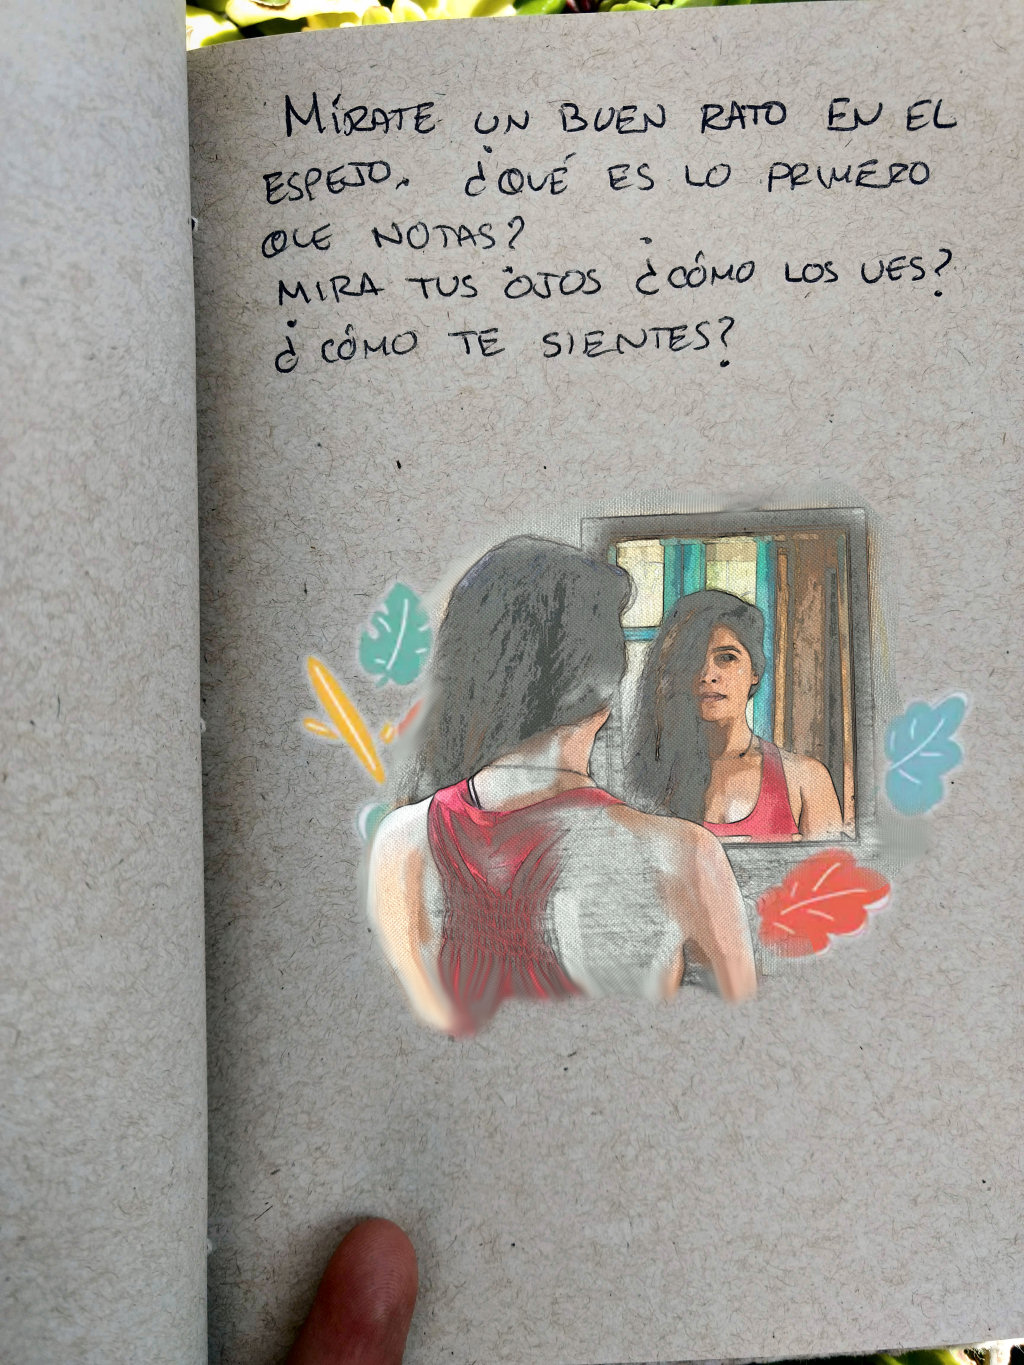 MÍRATE UN BUEN RATO EN EL
ESPEJO. ¿QUÉ ES LO PRIMERO
QUE NOTAS?
MIRA TUS OJOS ¿CÓMO LOS VES?
¿CÓMO TE SIENTES?